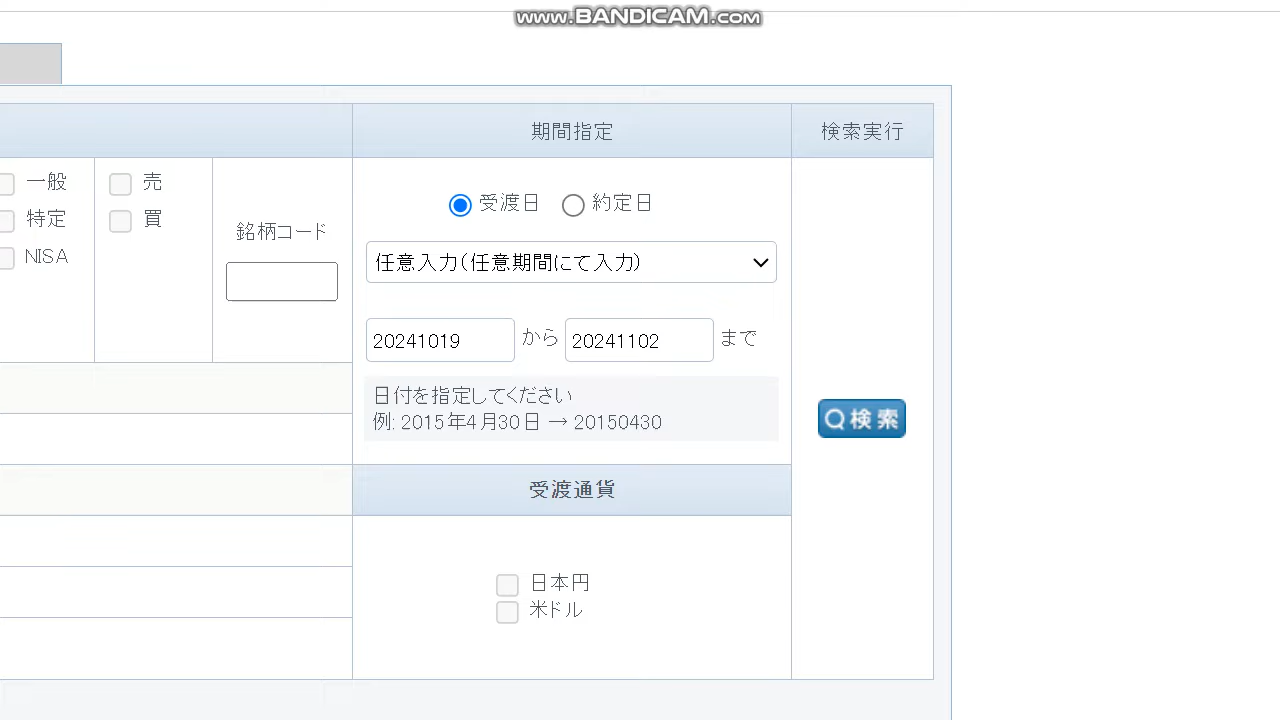 www.BANDICAM.com
期間指定
検索実行
一般
特定
NISA
売
買
銘柄コード
受渡日 約定日
任意入力(任意期間にて入力)
20241019 から 20241102 まで
日付を指定してください
例: 2015年4月30日 → 20150430
検索
受渡通貨
日本円
米ドル